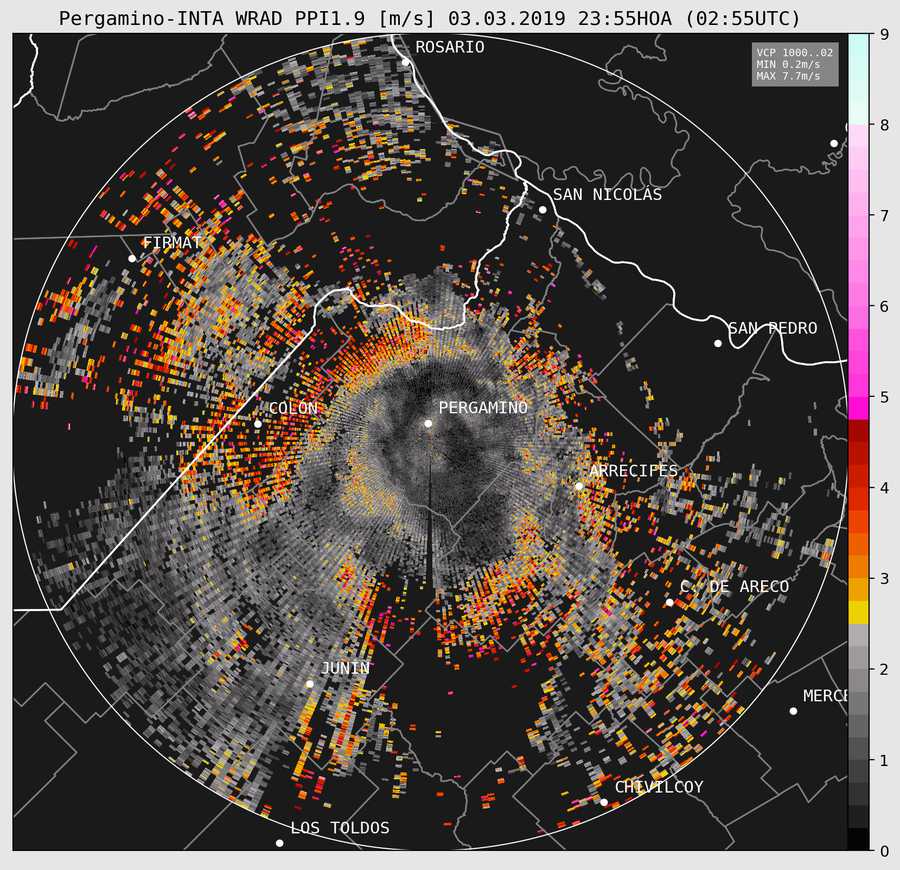 Pergamino-INTA WRAD PPI1.9 [m/s] 03.03.2019 23:55HOA (02:55UTC)
VCP 1000..02
MIN 0.2m/s
MAX 7.7m/s
ROSARIO
SAN NICOLÁS
FIRMAT
SAN PEDRO
COLÓN
PERGAMINO
ARRECIFES
C. DE ARECO
JUNIN
MERCE
CHIVILCOY
LOS TOLDOS
9
8
7
6
5
4
3
2
1
0